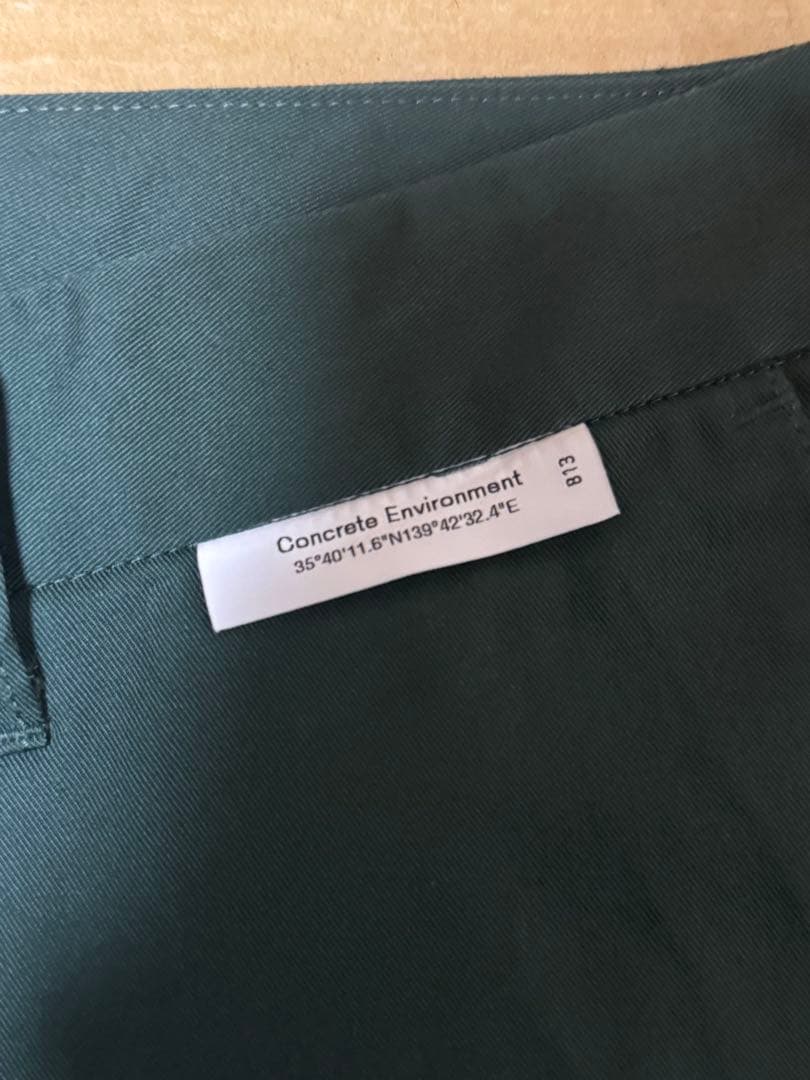 Concrete Environment
35°40'11.6"N139°42'32.4"E
813